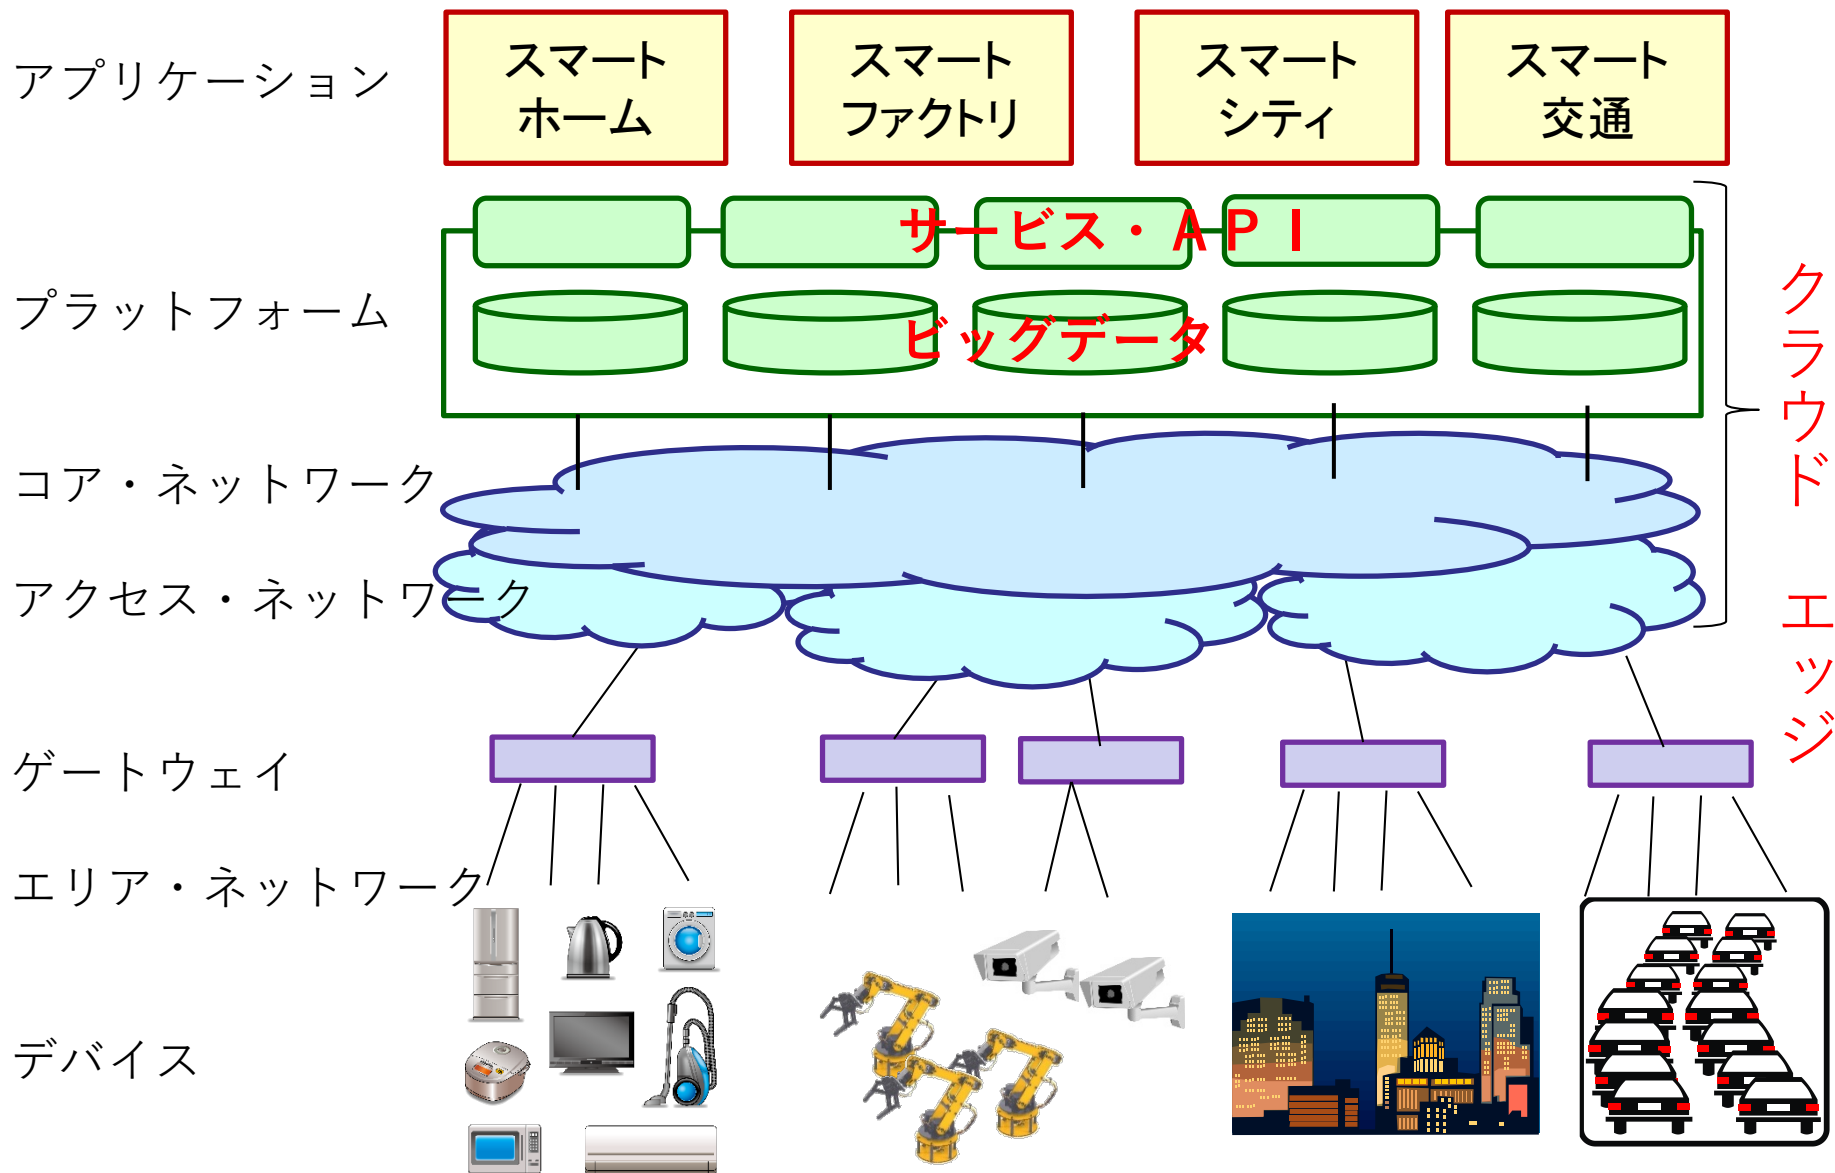 アプリケーション
スマート
ホーム
スマート
ファクトリ
スマート
シティ
スマート
交通
サービス・ＡＰＩ
プラットフォーム
ビッグデータ
クラウド
コア・ネットワーク
アクセス・ネットワーク
エッジ
ゲートウェイ
エリア・ネットワーク
デバイス